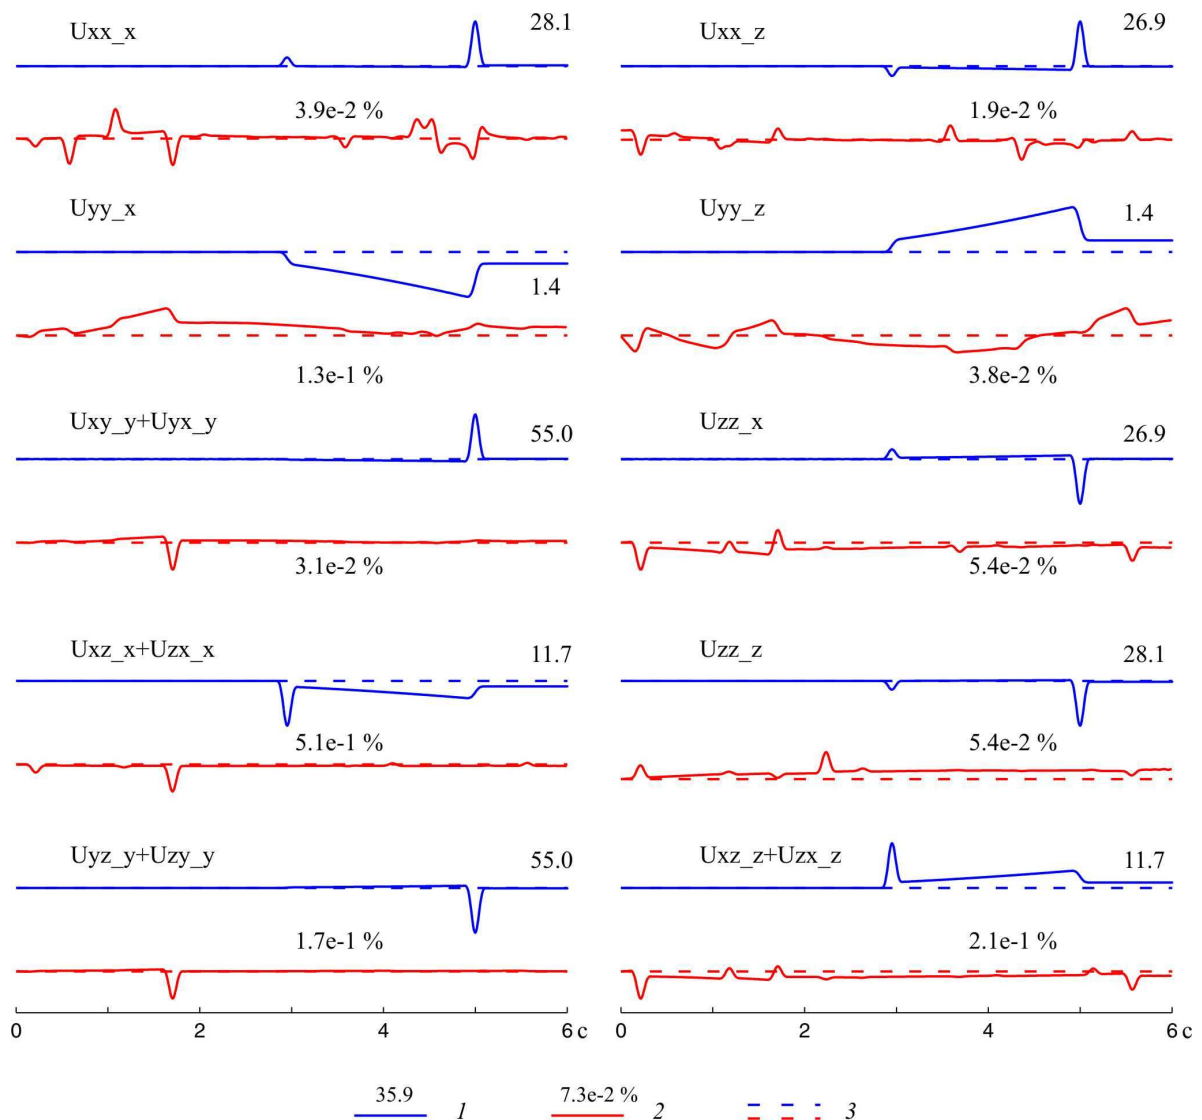 Uxx_x 28.1 Uxx_z 26.9
3.9e-2 % 1.9e-2 %
Uyy_x Uyy_z 1.4
1.4
1.3e-1 % 3.8e-2 %
Uxy_y+Uyx_y 55.0 Uzz_x 26.9
3.1e-2 % 5.4e-2 %
Uxz_x+Uzx_x 11.7 Uzz_z 28.1
5.1e-1 % 5.4e-2 %
Uyz_y+Uzy_y 55.0 Uxz_z+Uzx_z 11.7
1.7e-1 % 2.1e-1 %
0 2 4 6 c 0 2 4 6 c
35.9 1 7.3e-2 % 2 3